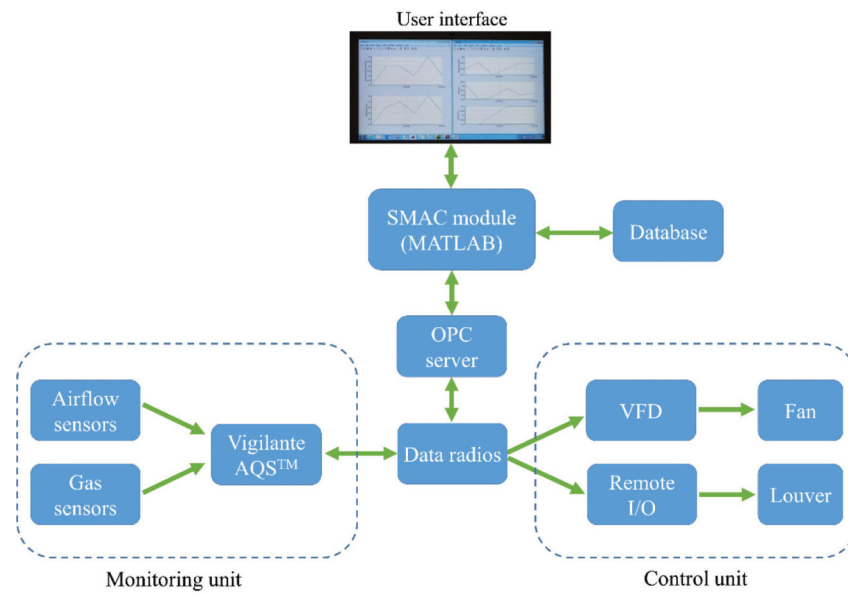 User interface
SMAC module
(MATLAB)
Database
OPC
server
Airflow
sensors
Gas
sensors
Vigilante
AQS™
Data radios
VFD
Fan
Remote
I/O
Louver
Monitoring unit
Control unit